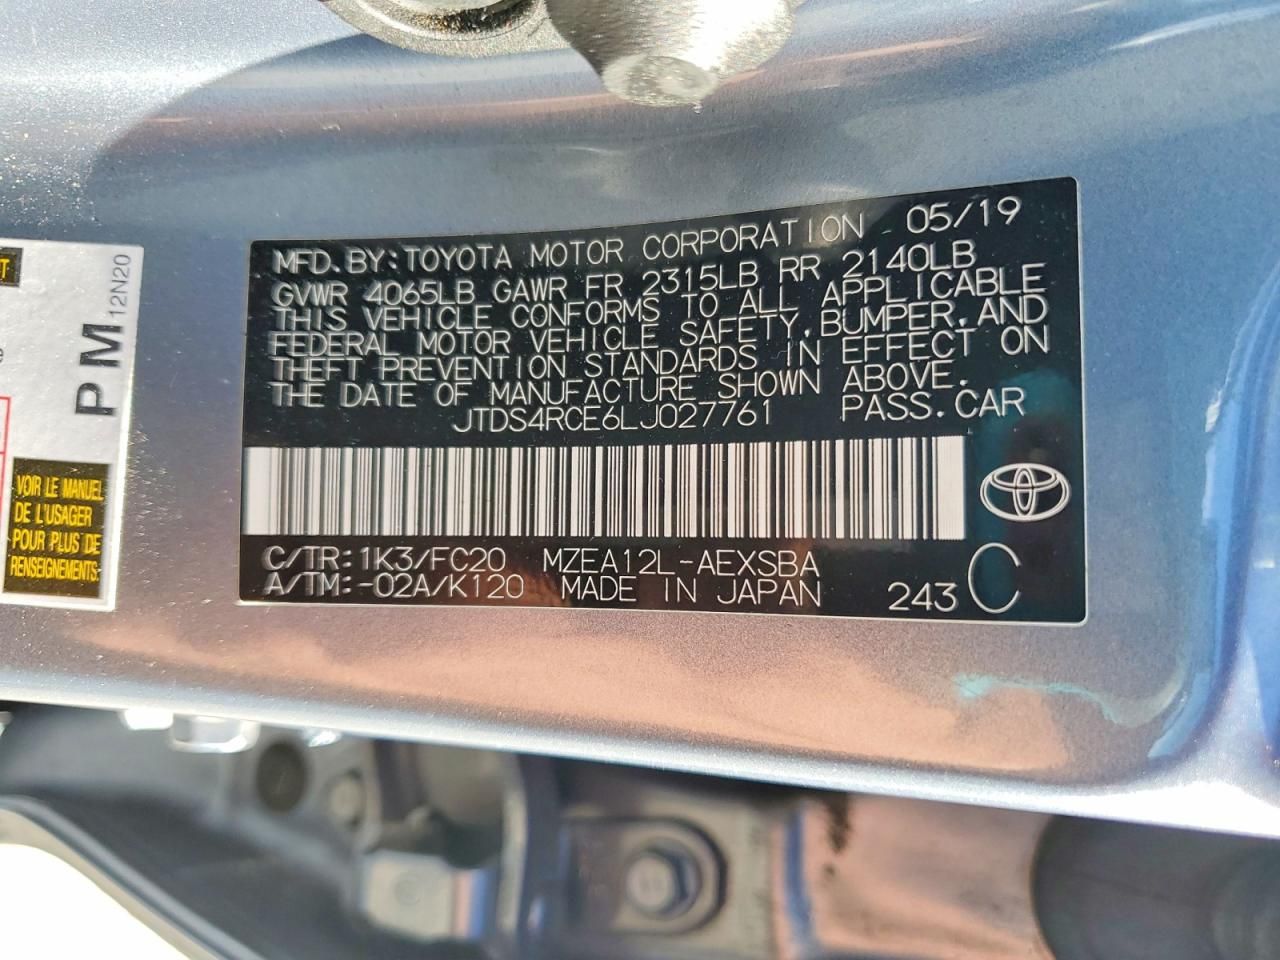 MFD. BY: TOYOTA MOTOR CORPORATION 05/19
GVWR 4065LB GAWR FR 2315LB RR 2140LB
THIS VEHICLE CONFORMS TO ALL APPLICABLE
FEDERAL MOTOR VEHICLE SAFETY, BUMPER, AND
THEFT PREVENTION STANDARDS IN EFFECT ON
THE DATE OF MANUFACTURE SHOWN ABOVE.
JTDS4RCE6LJ027761 PASS. CAR
C/TR: 1K3/FC20 MZEA12L-AEXSBA
A/TM: -02A/K120 MADE IN JAPAN 243 C
PM 12N20
VOIR LE MANUEL
DE L'USAGER
POUR PLUS DE
RENSEIGNEMENTS.